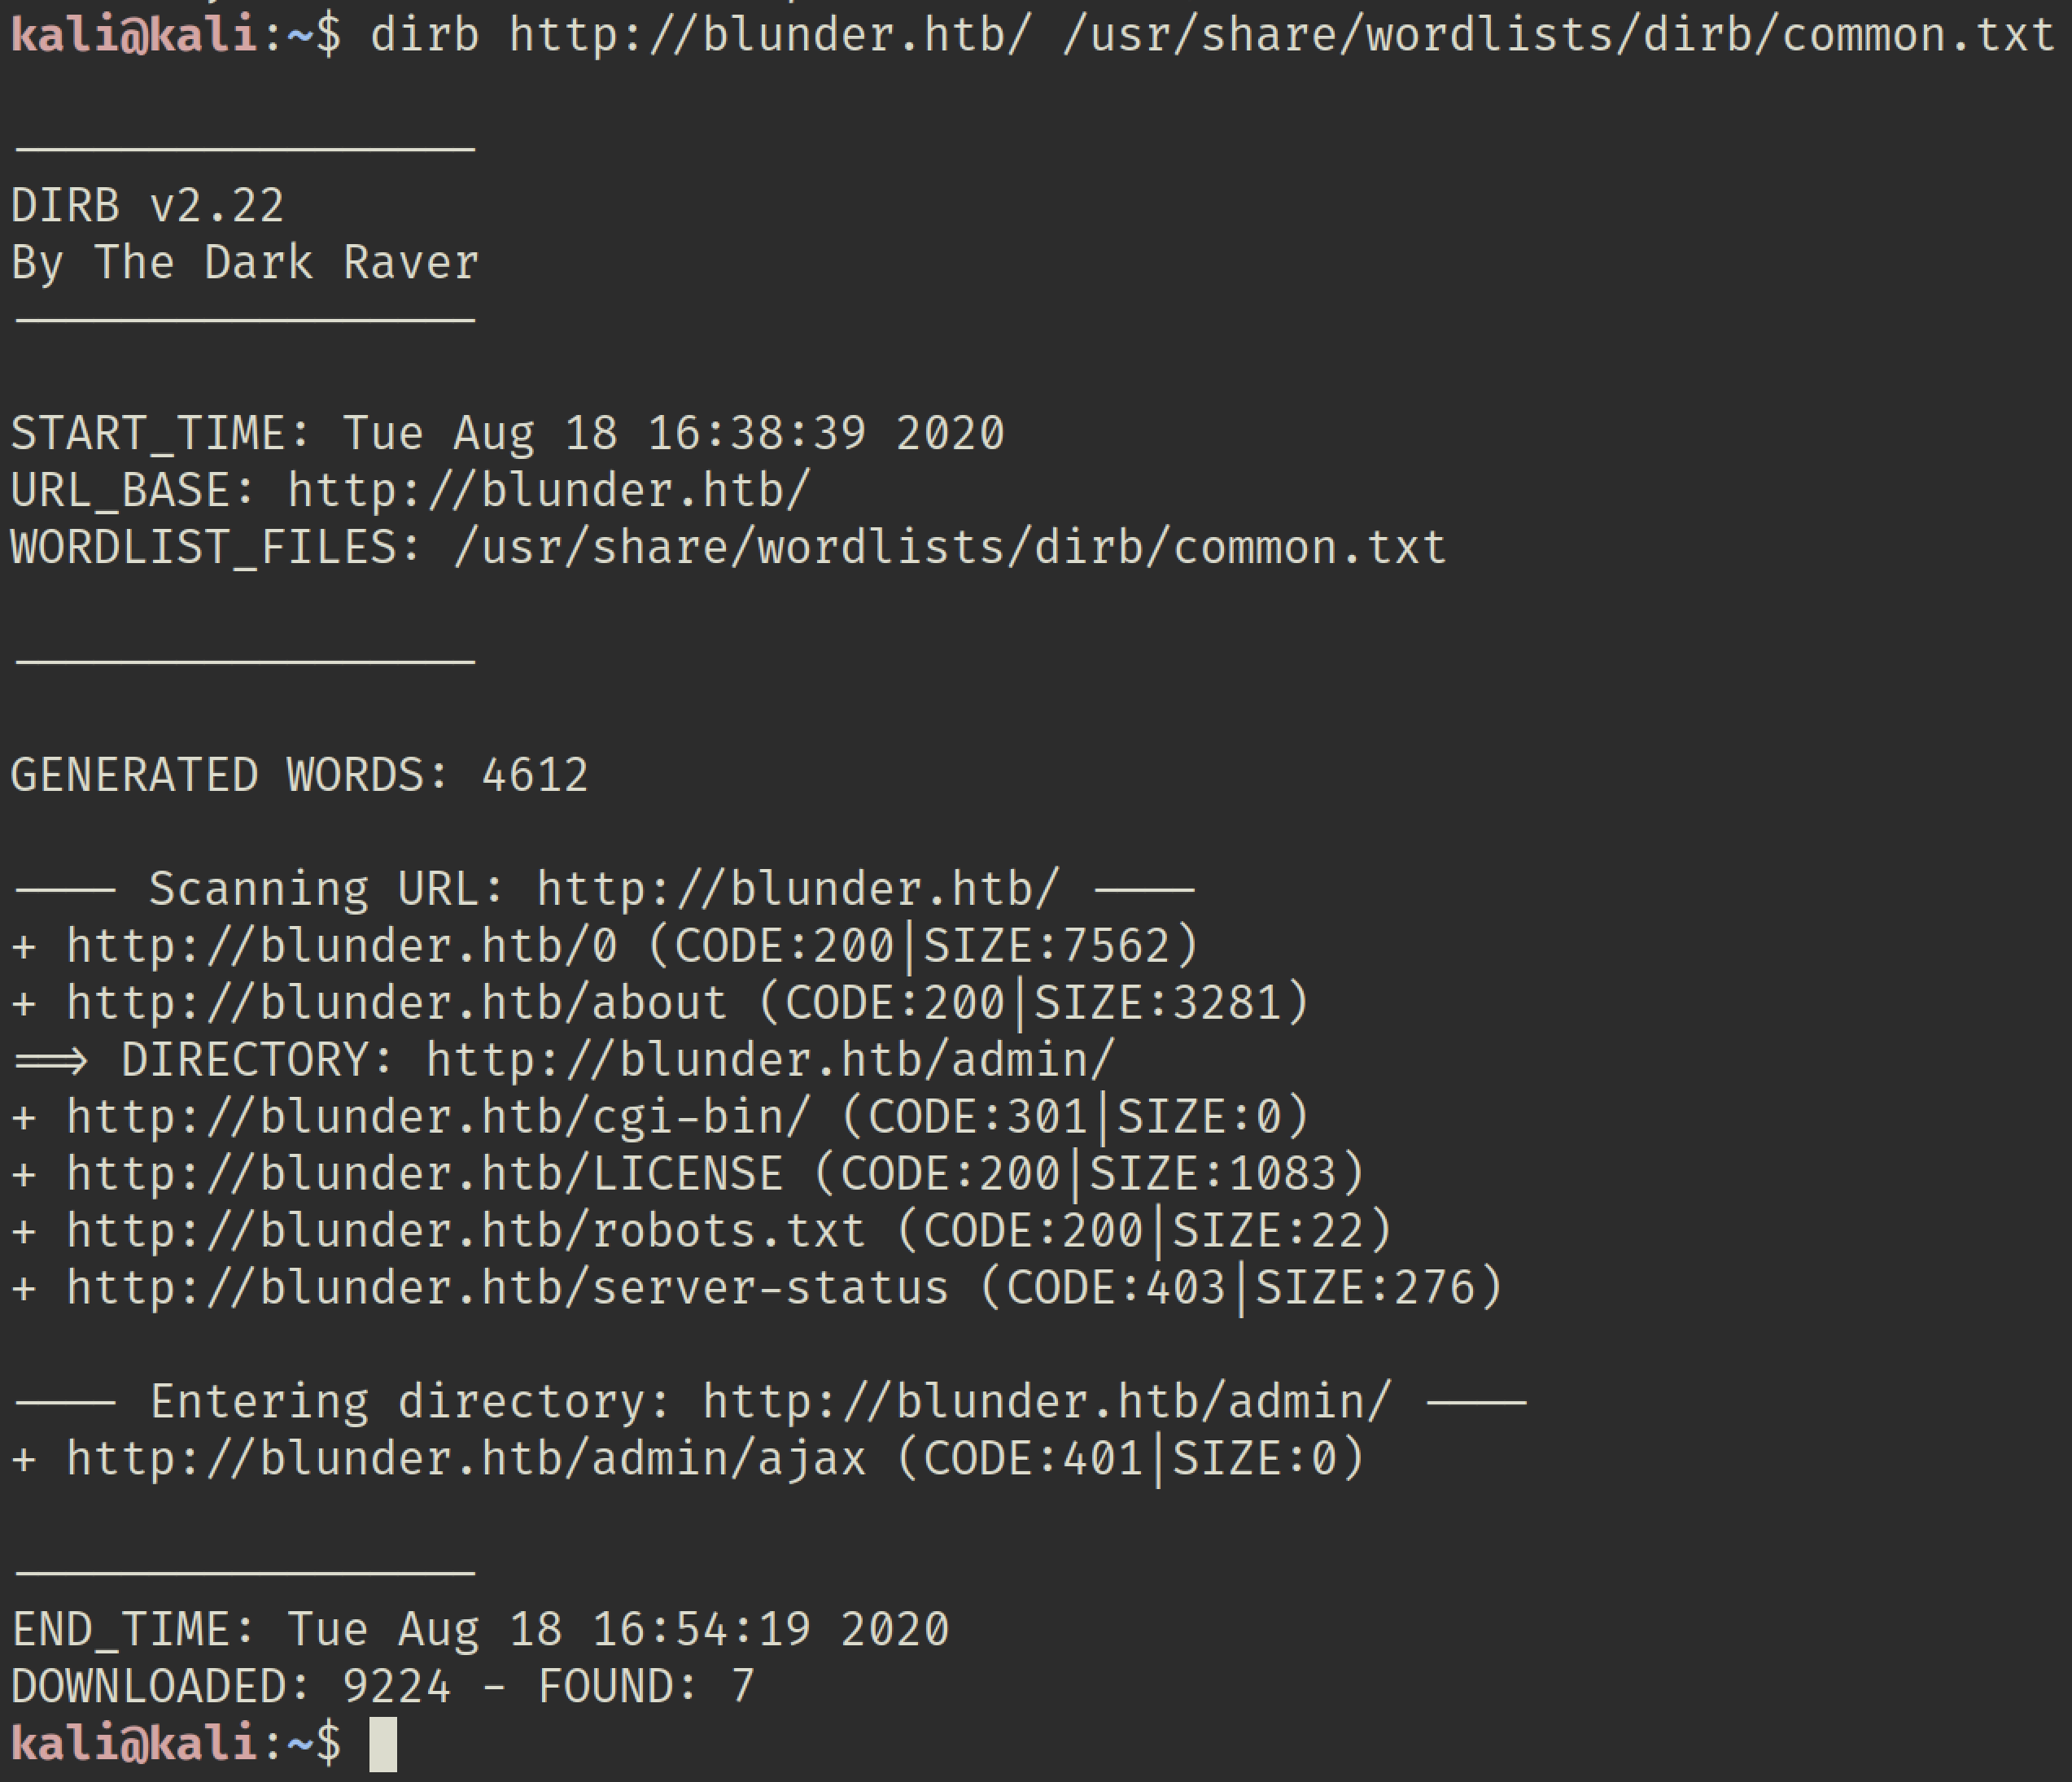 kali@kali:~$ dirb http://blunder.htb/ /usr/share/wordlists/dirb/common.txt
DIRB v2.22
By The Dark Raver
START_TIME: Tue Aug 18 16:38:39 2020
URL_BASE: http://blunder.htb/
WORDLIST_FILES: /usr/share/wordlists/dirb/common.txt
GENERATED WORDS: 4612
---- Scanning URL: http://blunder.htb/ ----
+ http://blunder.htb/0 (CODE:200|SIZE:7562)
+ http://blunder.htb/about (CODE:200|SIZE:3281)
==> DIRECTORY: http://blunder.htb/admin/
+ http://blunder.htb/cgi-bin/ (CODE:301|SIZE:0)
+ http://blunder.htb/LICENSE (CODE:200|SIZE:1083)
+ http://blunder.htb/robots.txt (CODE:200|SIZE:22)
+ http://blunder.htb/server-status (CODE:403|SIZE:276)
---- Entering directory: http://blunder.htb/admin/ ----
+ http://blunder.htb/admin/ajax (CODE:401|SIZE:0)
END_TIME: Tue Aug 18 16:54:19 2020
DOWNLOADED: 9224 - FOUND: 7
kali@kali:~$